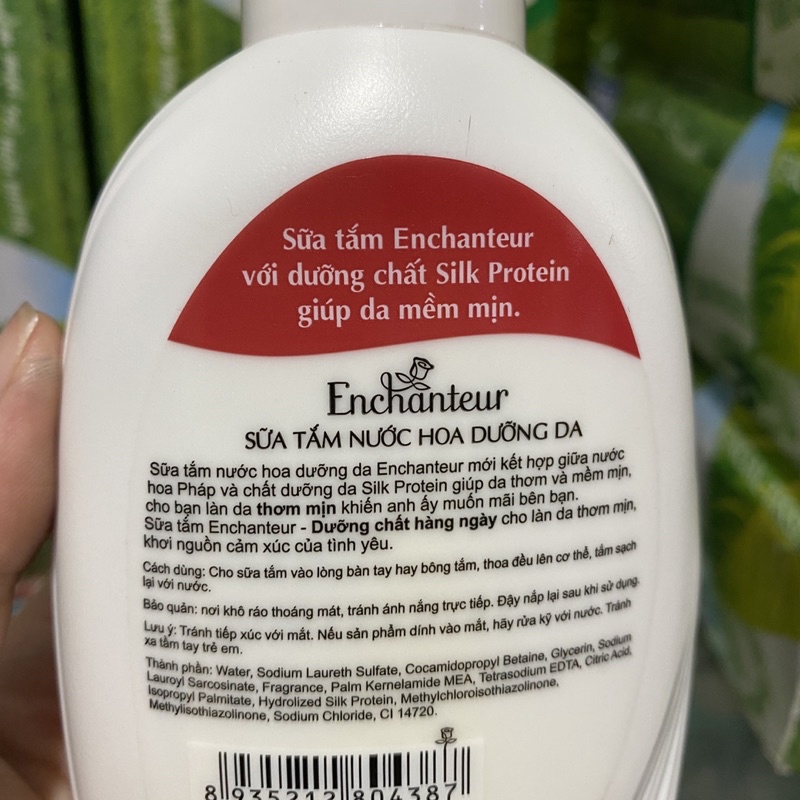 Sữa tắm Enchanteur
với dưỡng chất Silk Protein
giúp da mềm mịn.
Enchanteur
SỮA TẮM NƯỚC HOA DƯỠNG DA
Sữa tắm nước hoa dưỡng da Enchanteur mới kết hợp giữa nước
hoa Pháp và chất dưỡng da Silk Protein giúp da thơm và mềm mịn,
cho bạn làn da thơm mịn khiến anh ấy muốn mãi bên bạn.
Sữa tắm Enchanteur - Dưỡng chất hàng ngày cho làn da thơm mịn,
khơi nguồn cảm xúc của tình yêu.
Cách dùng: Cho sữa tắm vào lòng bàn tay hay bông tắm, thoa đều lên cơ thể, tắm sạch
lại với nước.
Bảo quản: nơi khô ráo thoáng mát, tránh ánh nắng trực tiếp. Đậy nắp lại sau khi sử dụng.
Lưu ý: Tránh tiếp xúc với mắt. Nếu sản phẩm dính vào mắt, hãy rửa kỹ với nước. Tránh
xa tầm tay trẻ em.
Thành phần: Water, Sodium Laureth Sulfate, Cocamidopropyl Betaine, Glycerin, Sodium
Lauroyl Sarcosinate, Fragrance, Palm Kernelamide MEA, Tetrasodium EDTA, Citric Acid,
Isopropyl Palmitate, Hydrolized Silk Protein, Methylchloroisothiazolinone,
Methylisothiazolinone, Sodium Chloride, CI 14720.
8 935212 804387